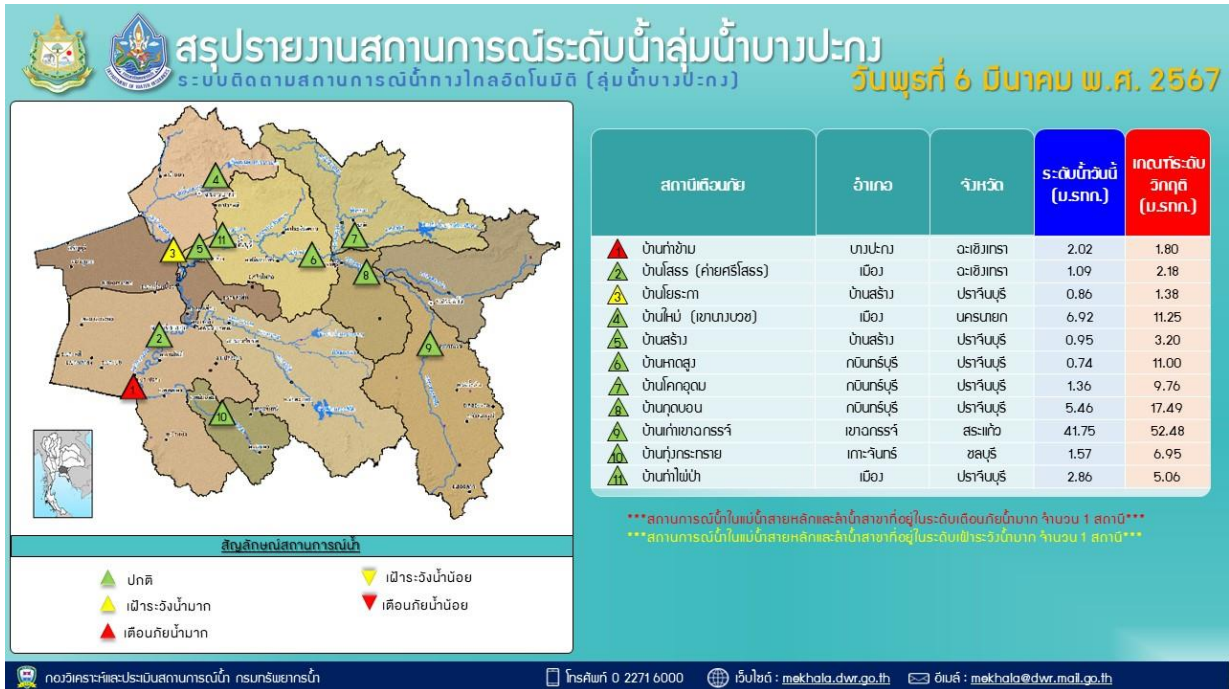 สรุปรายงานสถานการณ์ระดับน้ำลุ่มน้ำบางปะกง
ระบบติดตามสถานการณ์น้ำทางไกลอัตโนมัติ (ลุ่มน้ำบางปะกง)
วันพุธที่ 6 มีนาคม พ.ศ. 2567
สถานีเตือนภัย อำเภอ จังหวัด ระดับน้ำวันนี้ (ม.รทก.) เกณฑ์ระดับวิกฤติ (ม.รทก.)
1 บ้านท่าข้าม บางปะกง ฉะเชิงเทรา 2.02 1.80
2 บ้านโสธร (ค่ายศรีโสธร) เมือง ฉะเชิงเทรา 1.09 2.18
3 บ้านโยธะกา บ้านสร้าง ปราจีนบุรี 0.86 1.38
4 บ้านใหม่ (เขานางบวช) เมือง นครนายก 6.92 11.25
5 บ้านสร้าง บ้านสร้าง ปราจีนบุรี 0.95 3.20
6 บ้านหาดสูง กบินทร์บุรี ปราจีนบุรี 0.74 11.00
7 บ้านโคกอุดม กบินทร์บุรี ปราจีนบุรี 1.36 9.76
8 บ้านกุดบอน กบินทร์บุรี ปราจีนบุรี 5.46 17.49
9 บ้านเก่าเขาฉกรรจ์ เขาฉกรรจ์ สระแก้ว 41.75 52.48
10 บ้านทุ่งกระทราย เกาะจันทร์ ชลบุรี 1.57 6.95
11 บ้านท่าไผ่ป่า เมือง ปราจีนบุรี 2.86 5.06
***สถานการณ์น้ำในแม่น้ำสายหลักและลำน้ำสาขาที่อยู่ในระดับเตือนภัยน้ำมาก จำนวน 1 สถานี***
***สถานการณ์น้ำในแม่น้ำสายหลักและลำน้ำสาขาที่อยู่ในระดับเฝ้าระวังน้ำมาก จำนวน 1 สถานี***
4
11
5
3
7
6
8
2
9
1
10
สัญลักษณ์สถานการณ์น้ำ
ปกติ
เฝ้าระวังน้ำน้อย
เฝ้าระวังน้ำมาก
เตือนภัยน้ำน้อย
เตือนภัยน้ำมาก
กองวิเคราะห์และประเมินสถานการณ์น้ำ กรมทรัพยากรน้ำ
โทรศัพท์ 0 2271 6000
เว็บไซต์ : mekhala.dwr.go.th
อีเมล์ : mekhala@dwr.mail.go.th